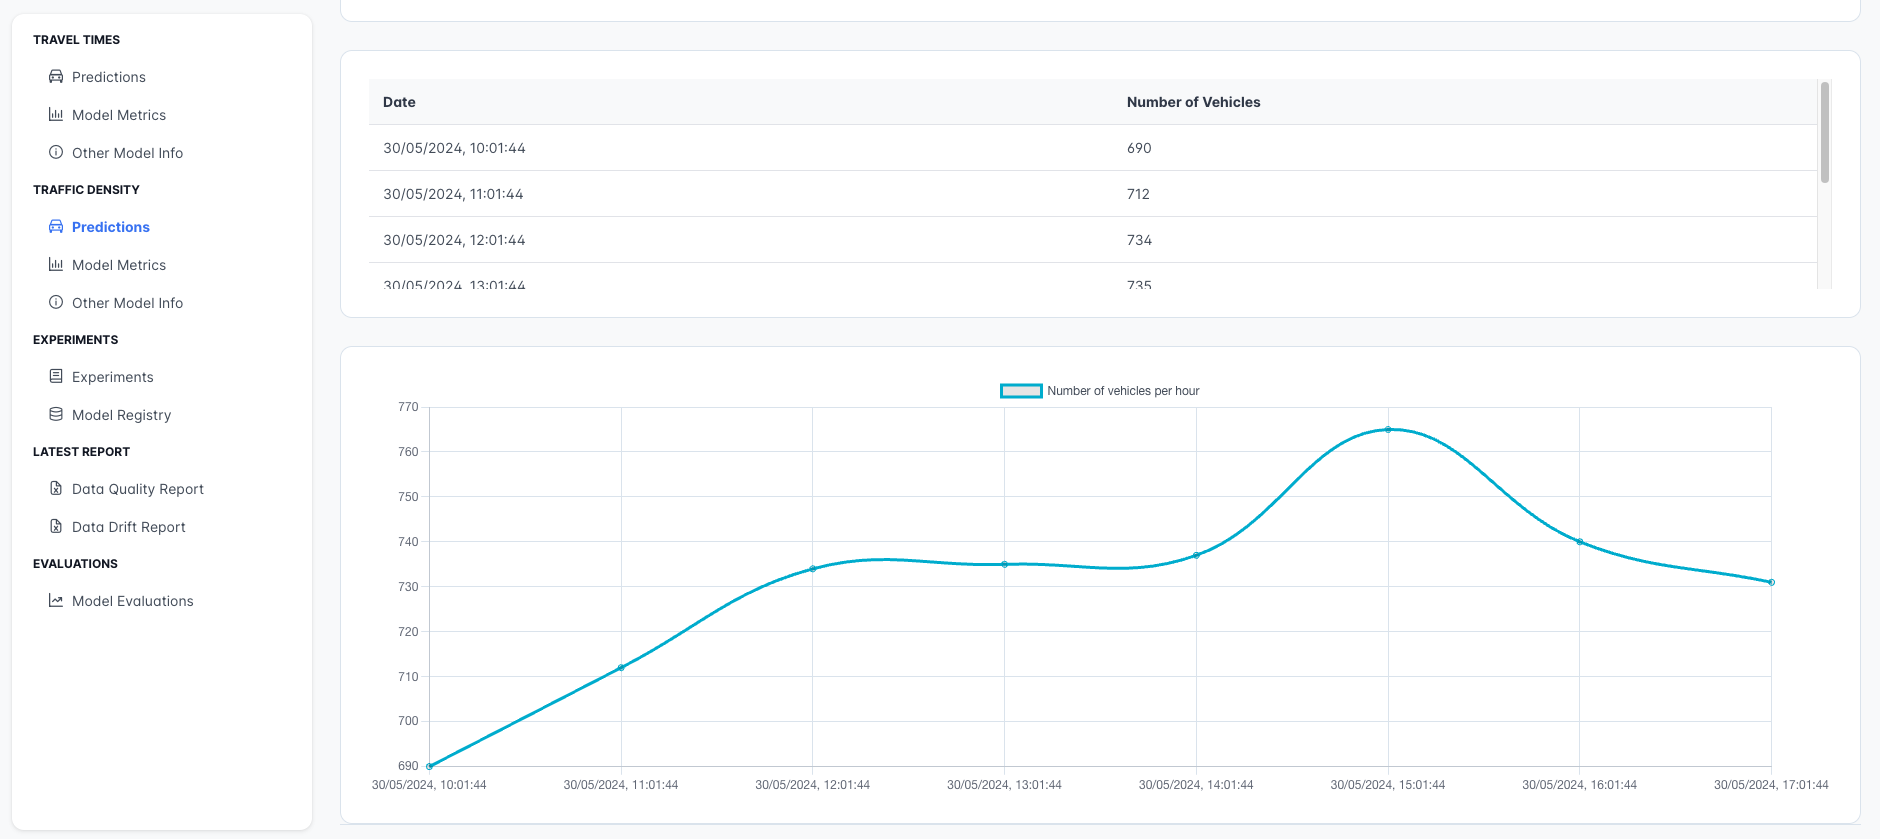 TRAVEL TIMES
Predictions
Model Metrics
Other Model Info
TRAFFIC DENSITY
Predictions
Model Metrics
Other Model Info
EXPERIMENTS
Experiments
Model Registry
LATEST REPORT
Data Quality Report
Data Drift Report
EVALUATIONS
Model Evaluations
Date Number of Vehicles
30/05/2024, 10:01:44 690
30/05/2024, 11:01:44 712
30/05/2024, 12:01:44 734
30/05/2024, 13:01:44 735
Number of vehicles per hour
770
760
750
740
730
720
710
700
690
30/05/2024, 10:01:44 30/05/2024, 11:01:44 30/05/2024, 12:01:44 30/05/2024, 13:01:44 30/05/2024, 14:01:44 30/05/2024, 15:01:44 30/05/2024, 16:01:44 30/05/2024, 17:01:44